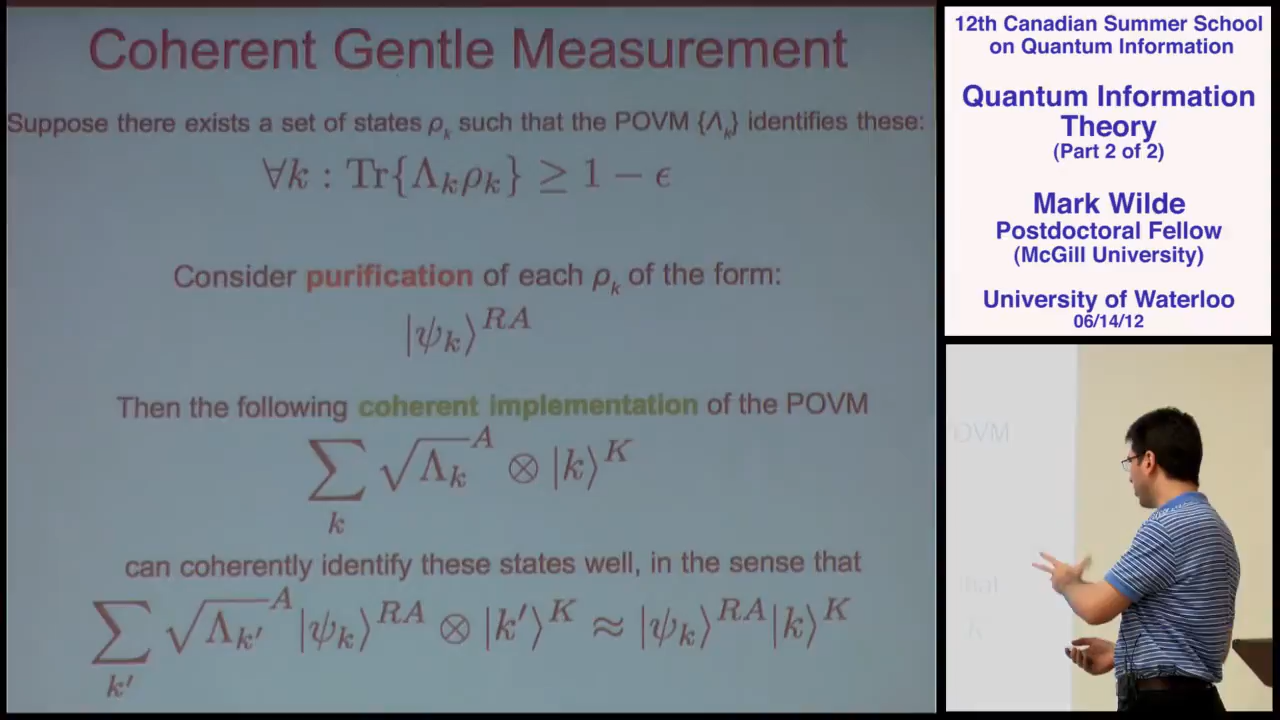 Coherent Gentle Measurement
Suppose there exists a set of states ρₖ such that the POVM {Λₖ} identifies these:
∀k : Tr{Λₖρₖ} ≥ 1 − ϵ
Consider purification of each ρₖ of the form:
|ψₖ⟩^{RA}
Then the following coherent implementation of the POVM
∑_k √Λₖ^A ⊗ |k⟩^K
can coherently identify these states well, in the sense that
∑_{k′} √Λ_{k′}^A |ψₖ⟩^{RA} ⊗ |k′⟩^K ≈ |ψₖ⟩^{RA}|k⟩^K
12th Canadian Summer School
on Quantum Information
Quantum Information
Theory
(Part 2 of 2)
Mark Wilde
Postdoctoral Fellow
(McGill University)
University of Waterloo
06/14/12
OVM
hat
K